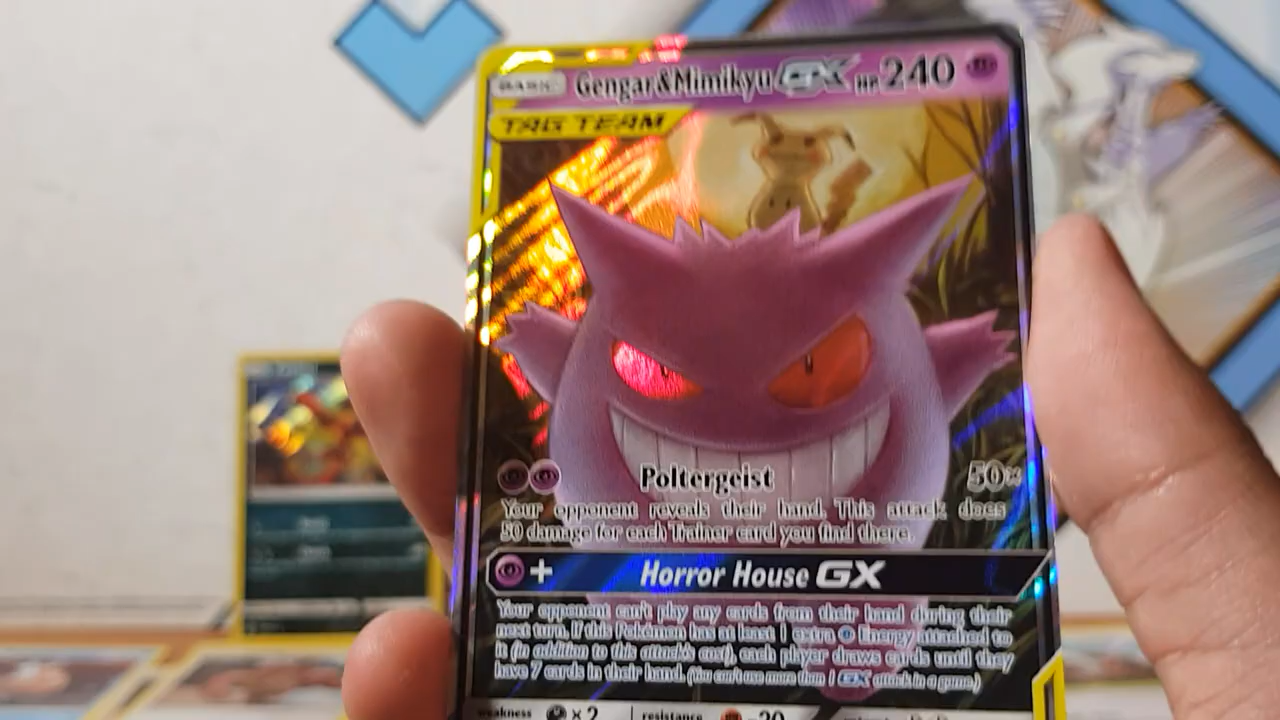 BASIC Gengar&Mimikyu GX HP 240
TAG TEAM
Poltergeist 50×
Your opponent reveals their hand. This attack does
50 damage for each Trainer card you find there.
+ Horror House GX
Your opponent can't play any cards from their hand during their
next turn. If this Pokémon has at least 1 extra Energy attached to
it (in addition to this attack's cost), each player draws cards until they
have 7 cards in their hand. (You can't use more than 1 GX attack in a game.)
weakness ×2 resistance -20